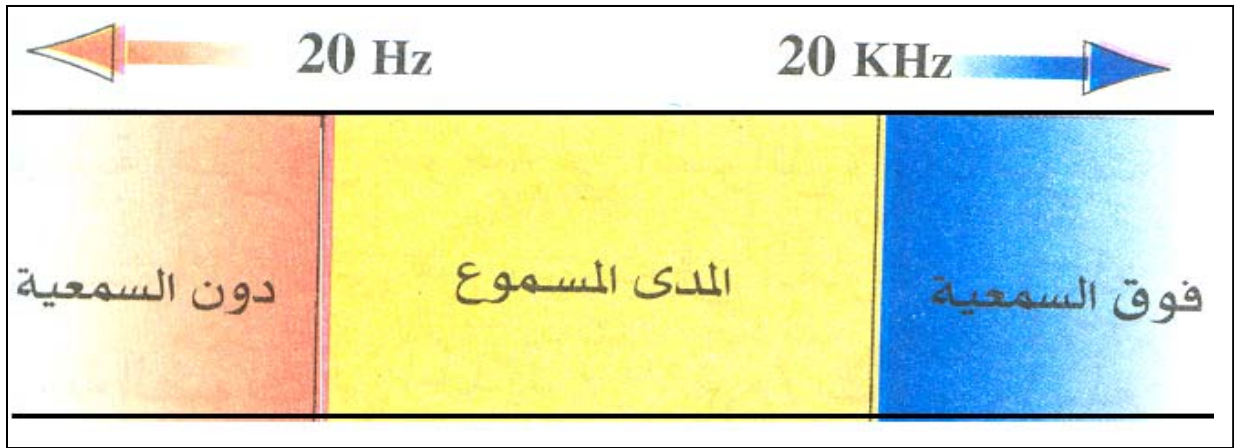 20 Hz
20 KHz
دون السمعية
المدى المسموع
فوق السمعية